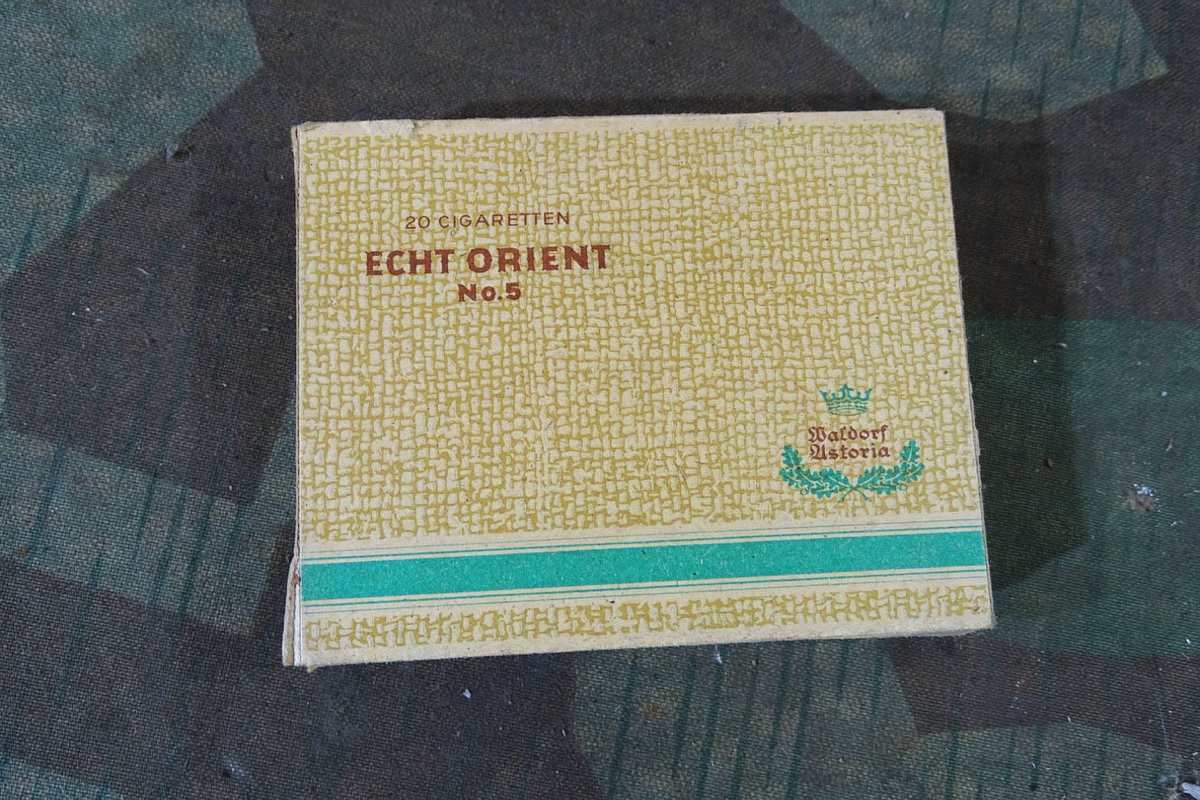 20 CIGARETTEN
ECHT ORIENT
No.5
Waldorf
Astoria